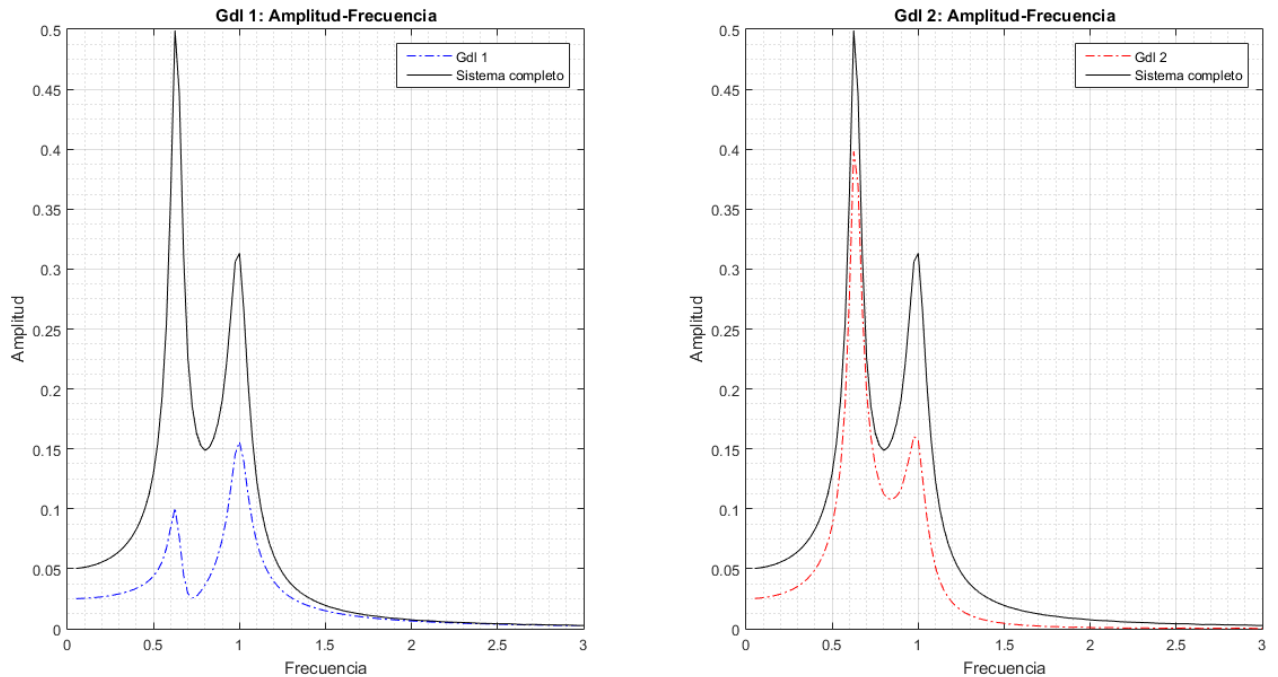 Gdl 1: Amplitud-Frecuencia
Gdl 1
Sistema completo
Amplitud
0.5
0.45
0.4
0.35
0.3
0.25
0.2
0.15
0.1
0.05
0
0 0.5 1 1.5 2 2.5 3
Frecuencia
Gdl 2: Amplitud-Frecuencia
Gdl 2
Sistema completo
Amplitud
0.5
0.45
0.4
0.35
0.3
0.25
0.2
0.15
0.1
0.05
0
0 0.5 1 1.5 2 2.5 3
Frecuencia